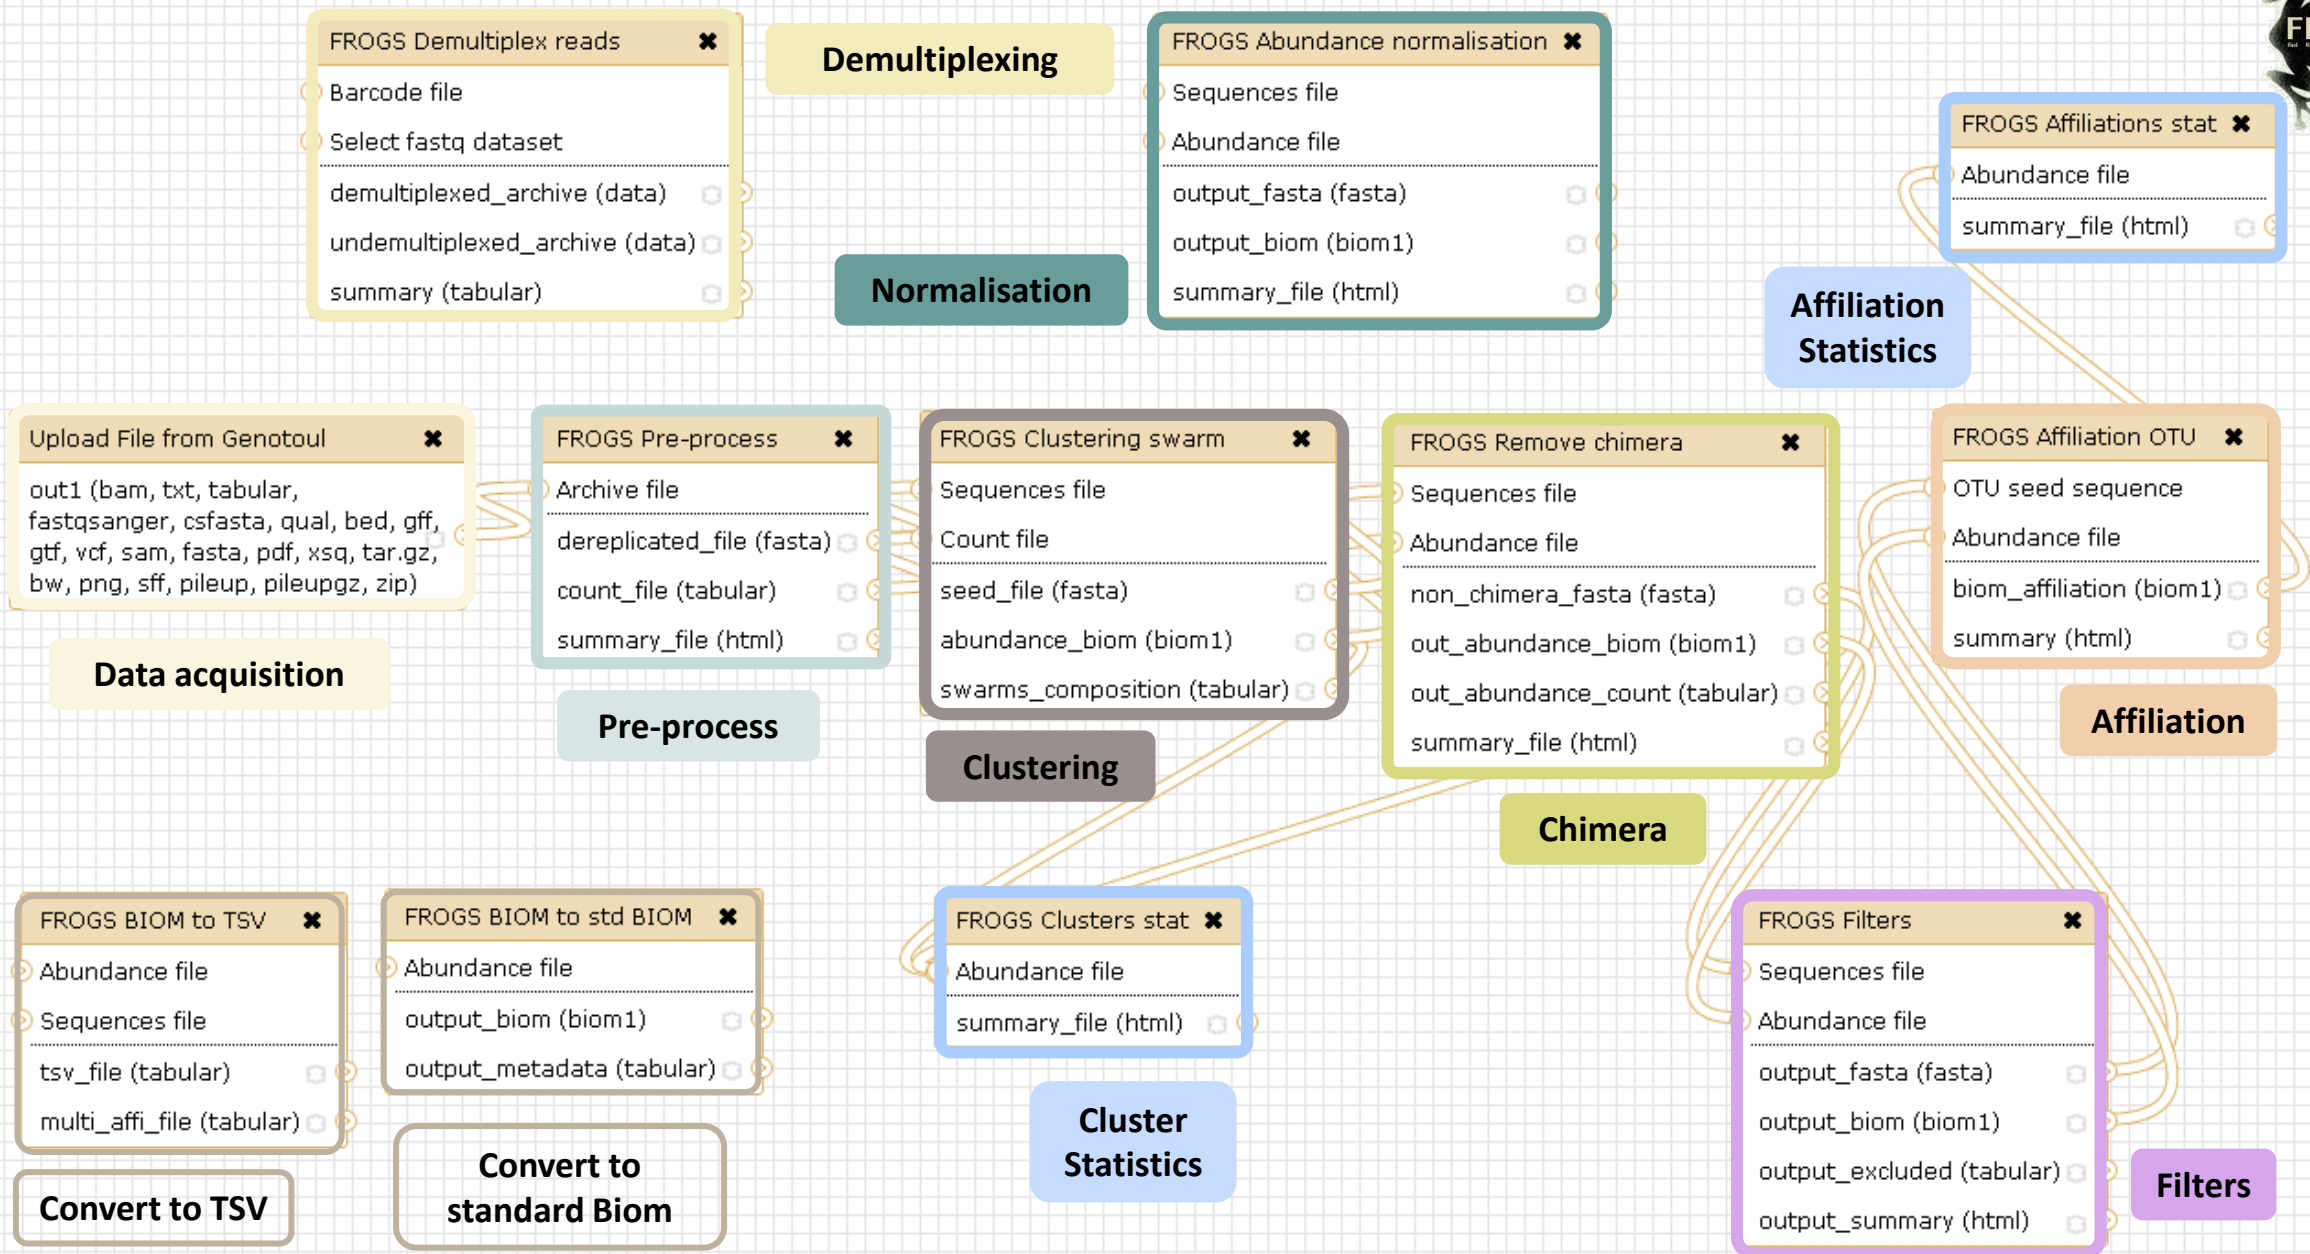 FROGS Demultiplex reads
Barcode file
Select fastq dataset
demultiplexed_archive (data)
undemultiplexed_archive (data)
summary (tabular)
Demultiplexing
FROGS Abundance normalisation
Sequences file
Abundance file
output_fasta (fasta)
output_biom (biom1)
summary_file (html)
Normalisation
FROGS Affiliations stat
Abundance file
summary_file (html)
Affiliation
Statistics
Upload File from Genotoul
out1 (bam, txt, tabular,
fastqsanger, csfasta, qual, bed, gff,
gtf, vcf, sam, fasta, pdf, xsq, tar.gz,
bw, png, sff, pileup, pileupgz, zip)
Data acquisition
FROGS Pre-process
Archive file
dereplicated_file (fasta)
count_file (tabular)
summary_file (html)
Pre-process
FROGS Clustering swarm
Sequences file
Count file
seed_file (fasta)
abundance_biom (biom1)
swarms_composition (tabular)
Clustering
FROGS Remove chimera
Sequences file
Abundance file
non_chimera_fasta (fasta)
out_abundance_biom (biom1)
out_abundance_count (tabular)
summary_file (html)
Chimera
FROGS Affiliation OTU
OTU seed sequence
Abundance file
biom_affiliation (biom1)
summary (html)
Affiliation
FROGS BIOM to TSV
Abundance file
Sequences file
tsv_file (tabular)
multi_affi_file (tabular)
Convert to TSV
FROGS BIOM to std BIOM
Abundance file
output_biom (biom1)
output_metadata (tabular)
Convert to
standard Biom
FROGS Clusters stat
Abundance file
summary_file (html)
Cluster
Statistics
FROGS Filters
Sequences file
Abundance file
output_fasta (fasta)
output_biom (biom1)
output_excluded (tabular)
output_summary (html)
Filters